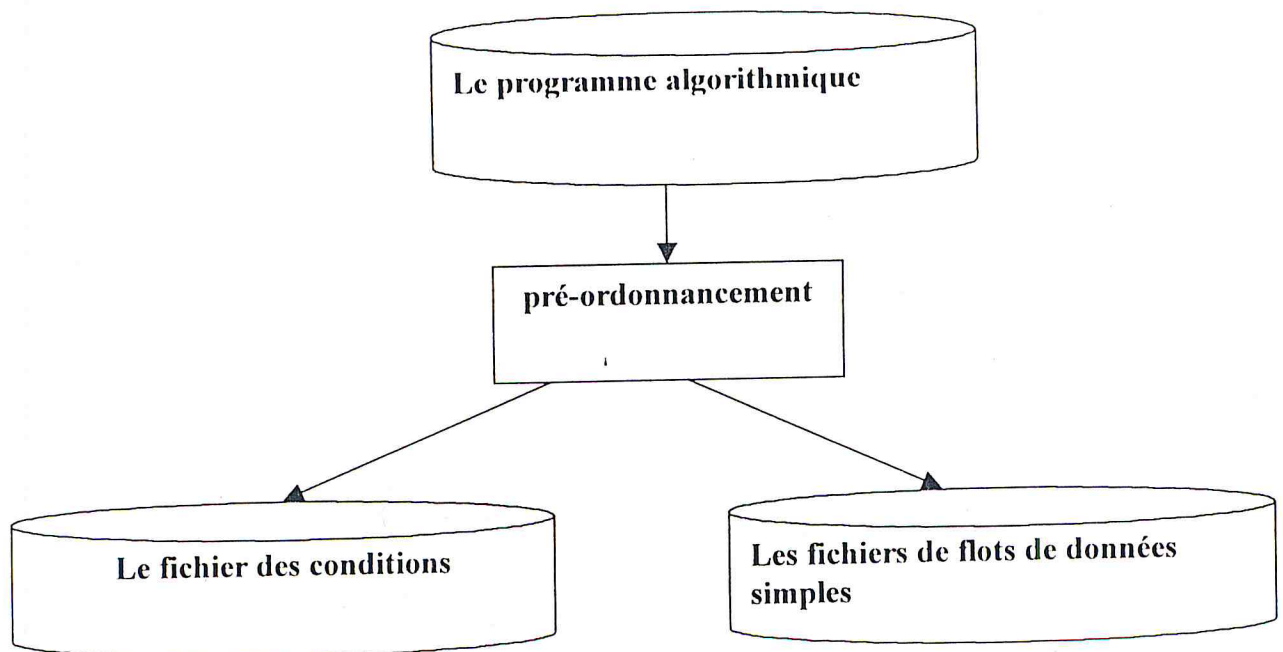 Le programme algorithmique
pré-ordonnancement
Le fichier des conditions
Les fichiers de flots de données
simples